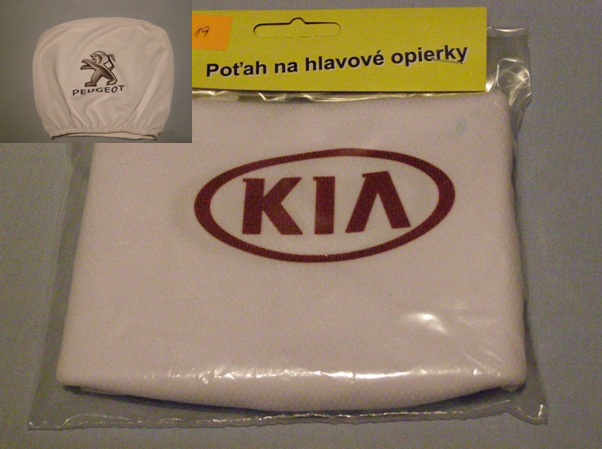 PEUGEOT
19
Poťah na hlavové opierky
KIA